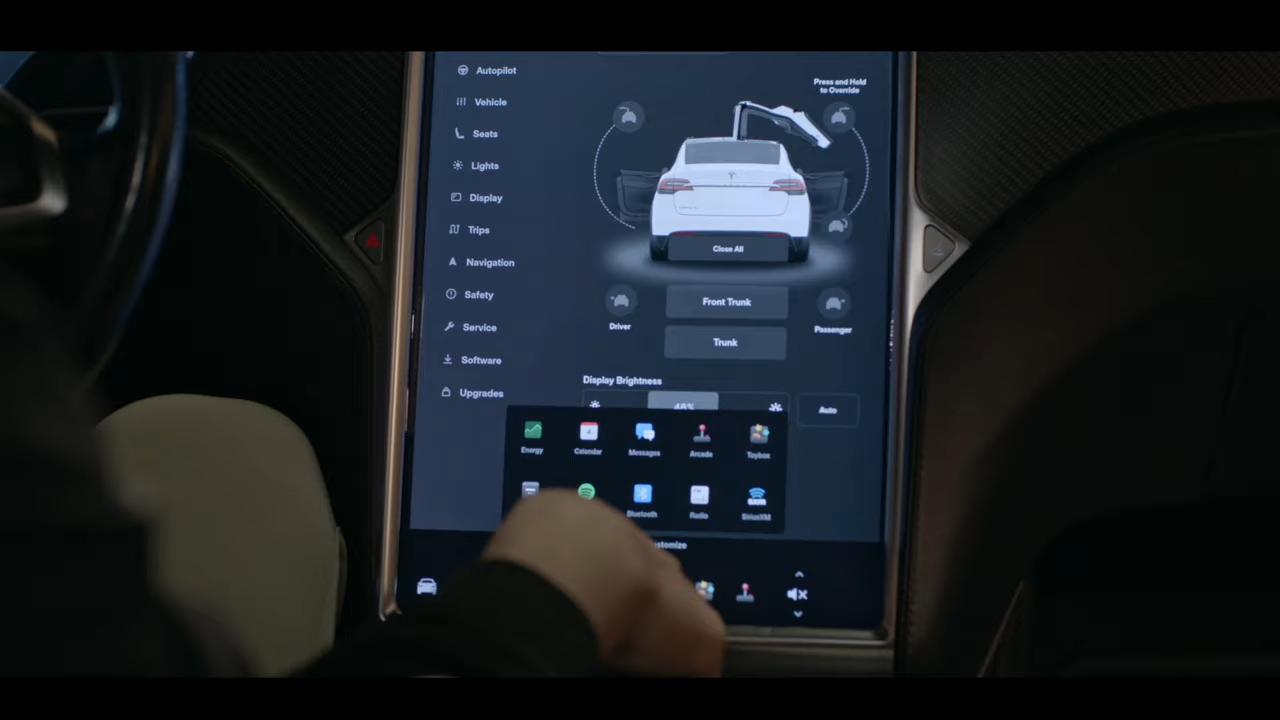 Autopilot
Vehicle
Seats
Lights
Display
Trips
Navigation
Safety
Service
Software
Upgrades
Press and Hold
to Override
Close All
Front Trunk
Driver
Passenger
Trunk
Display Brightness
48%
Auto
Energy
Calendar
Messages
Arcade
Toybox
Bluetooth
Radio
SiriusXM